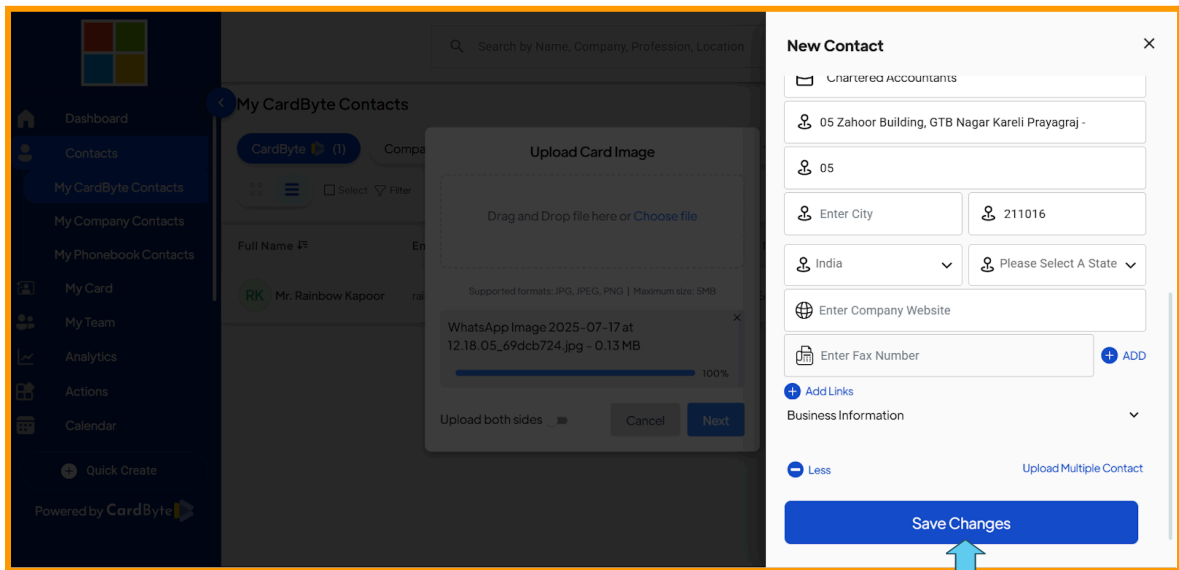 Search by Name, Company, Profession, Location
My CardByte Contacts
CardByte (1)
Compa
Select
Filter
Full Name
En
RK
Mr. Rainbow Kapoor
rai
Dashboard
Contacts
My CardByte Contacts
My Company Contacts
My Phonebook Contacts
My Card
My Team
Analytics
Actions
Calendar
Quick Create
Powered by CardByte
Upload Card Image
Drag and Drop file here or Choose file
Supported formats: JPG, JPEG, PNG | Maximum size: 5MB
WhatsApp Image 2025-07-17 at
12.18.05_69dcb724.jpg - 0.13 MB
100%
Upload both sides
Cancel
Next
New Contact
Chartered Accountants
05 Zahoor Building, GTB Nagar Kareli Prayagraj -
05
Enter City
211016
India
Please Select A State
Enter Company Website
Enter Fax Number
ADD
Add Links
Business Information
Less
Upload Multiple Contact
Save Changes